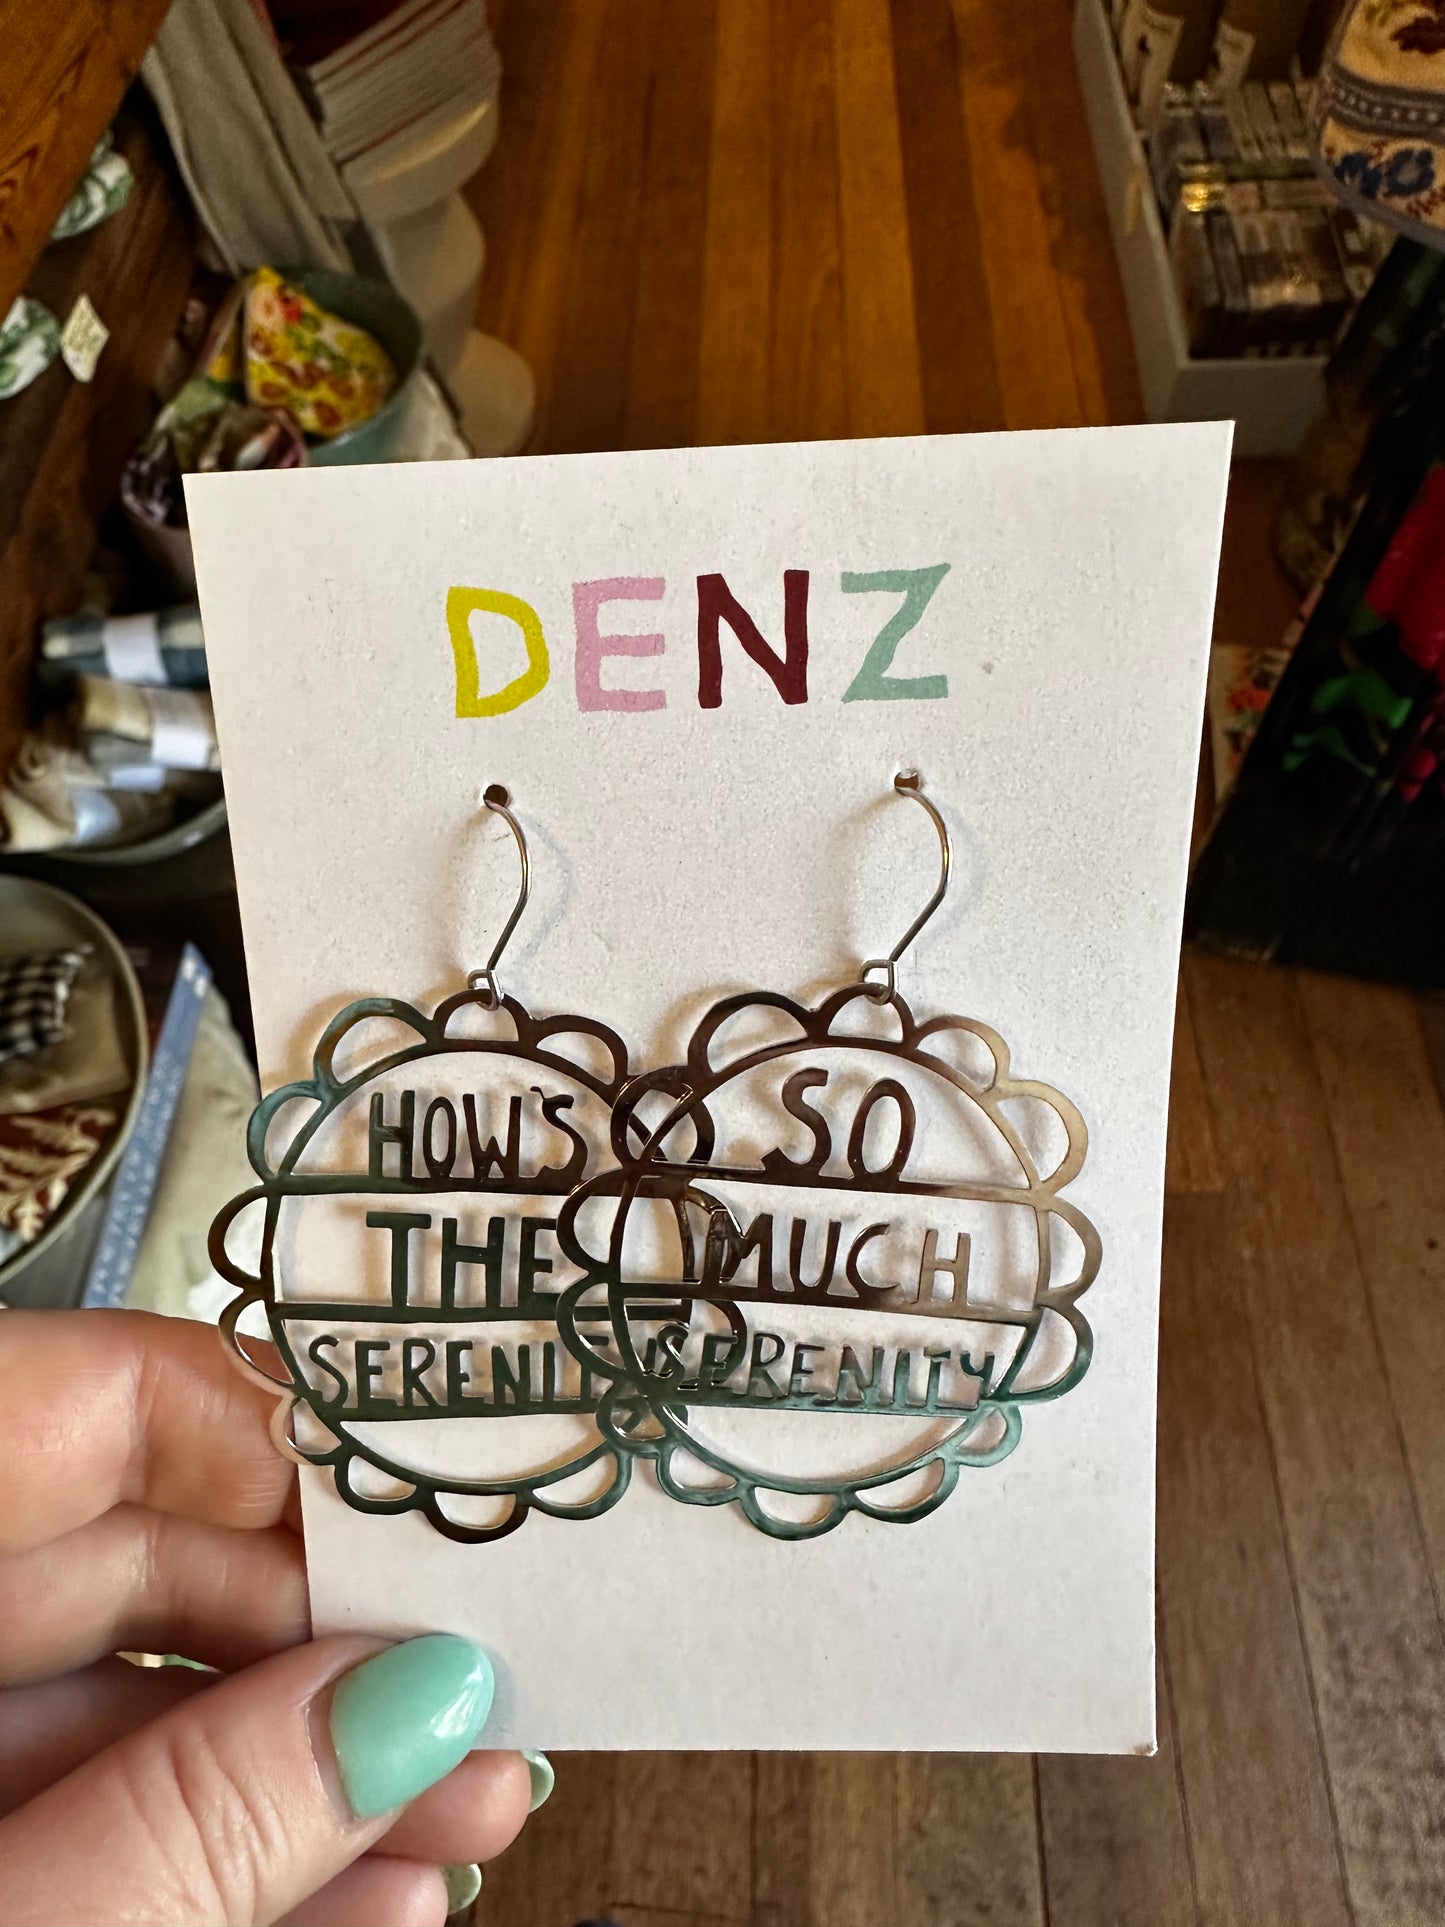 DENZ
HOW'S
THE
SERENITY
SO
MUCH
SERENITY